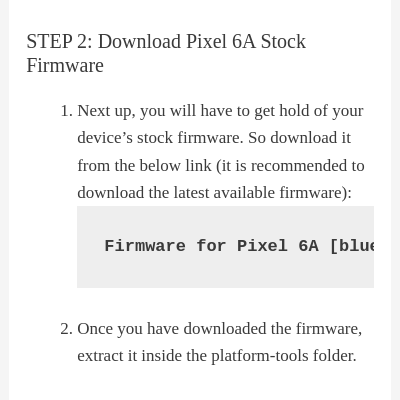 STEP 2: Download Pixel 6A Stock
Firmware
1. Next up, you will have to get hold of your
device’s stock firmware. So download it
from the below link (it is recommended to
download the latest available firmware):
Firmware for Pixel 6A [blue
2. Once you have downloaded the firmware,
extract it inside the platform-tools folder.